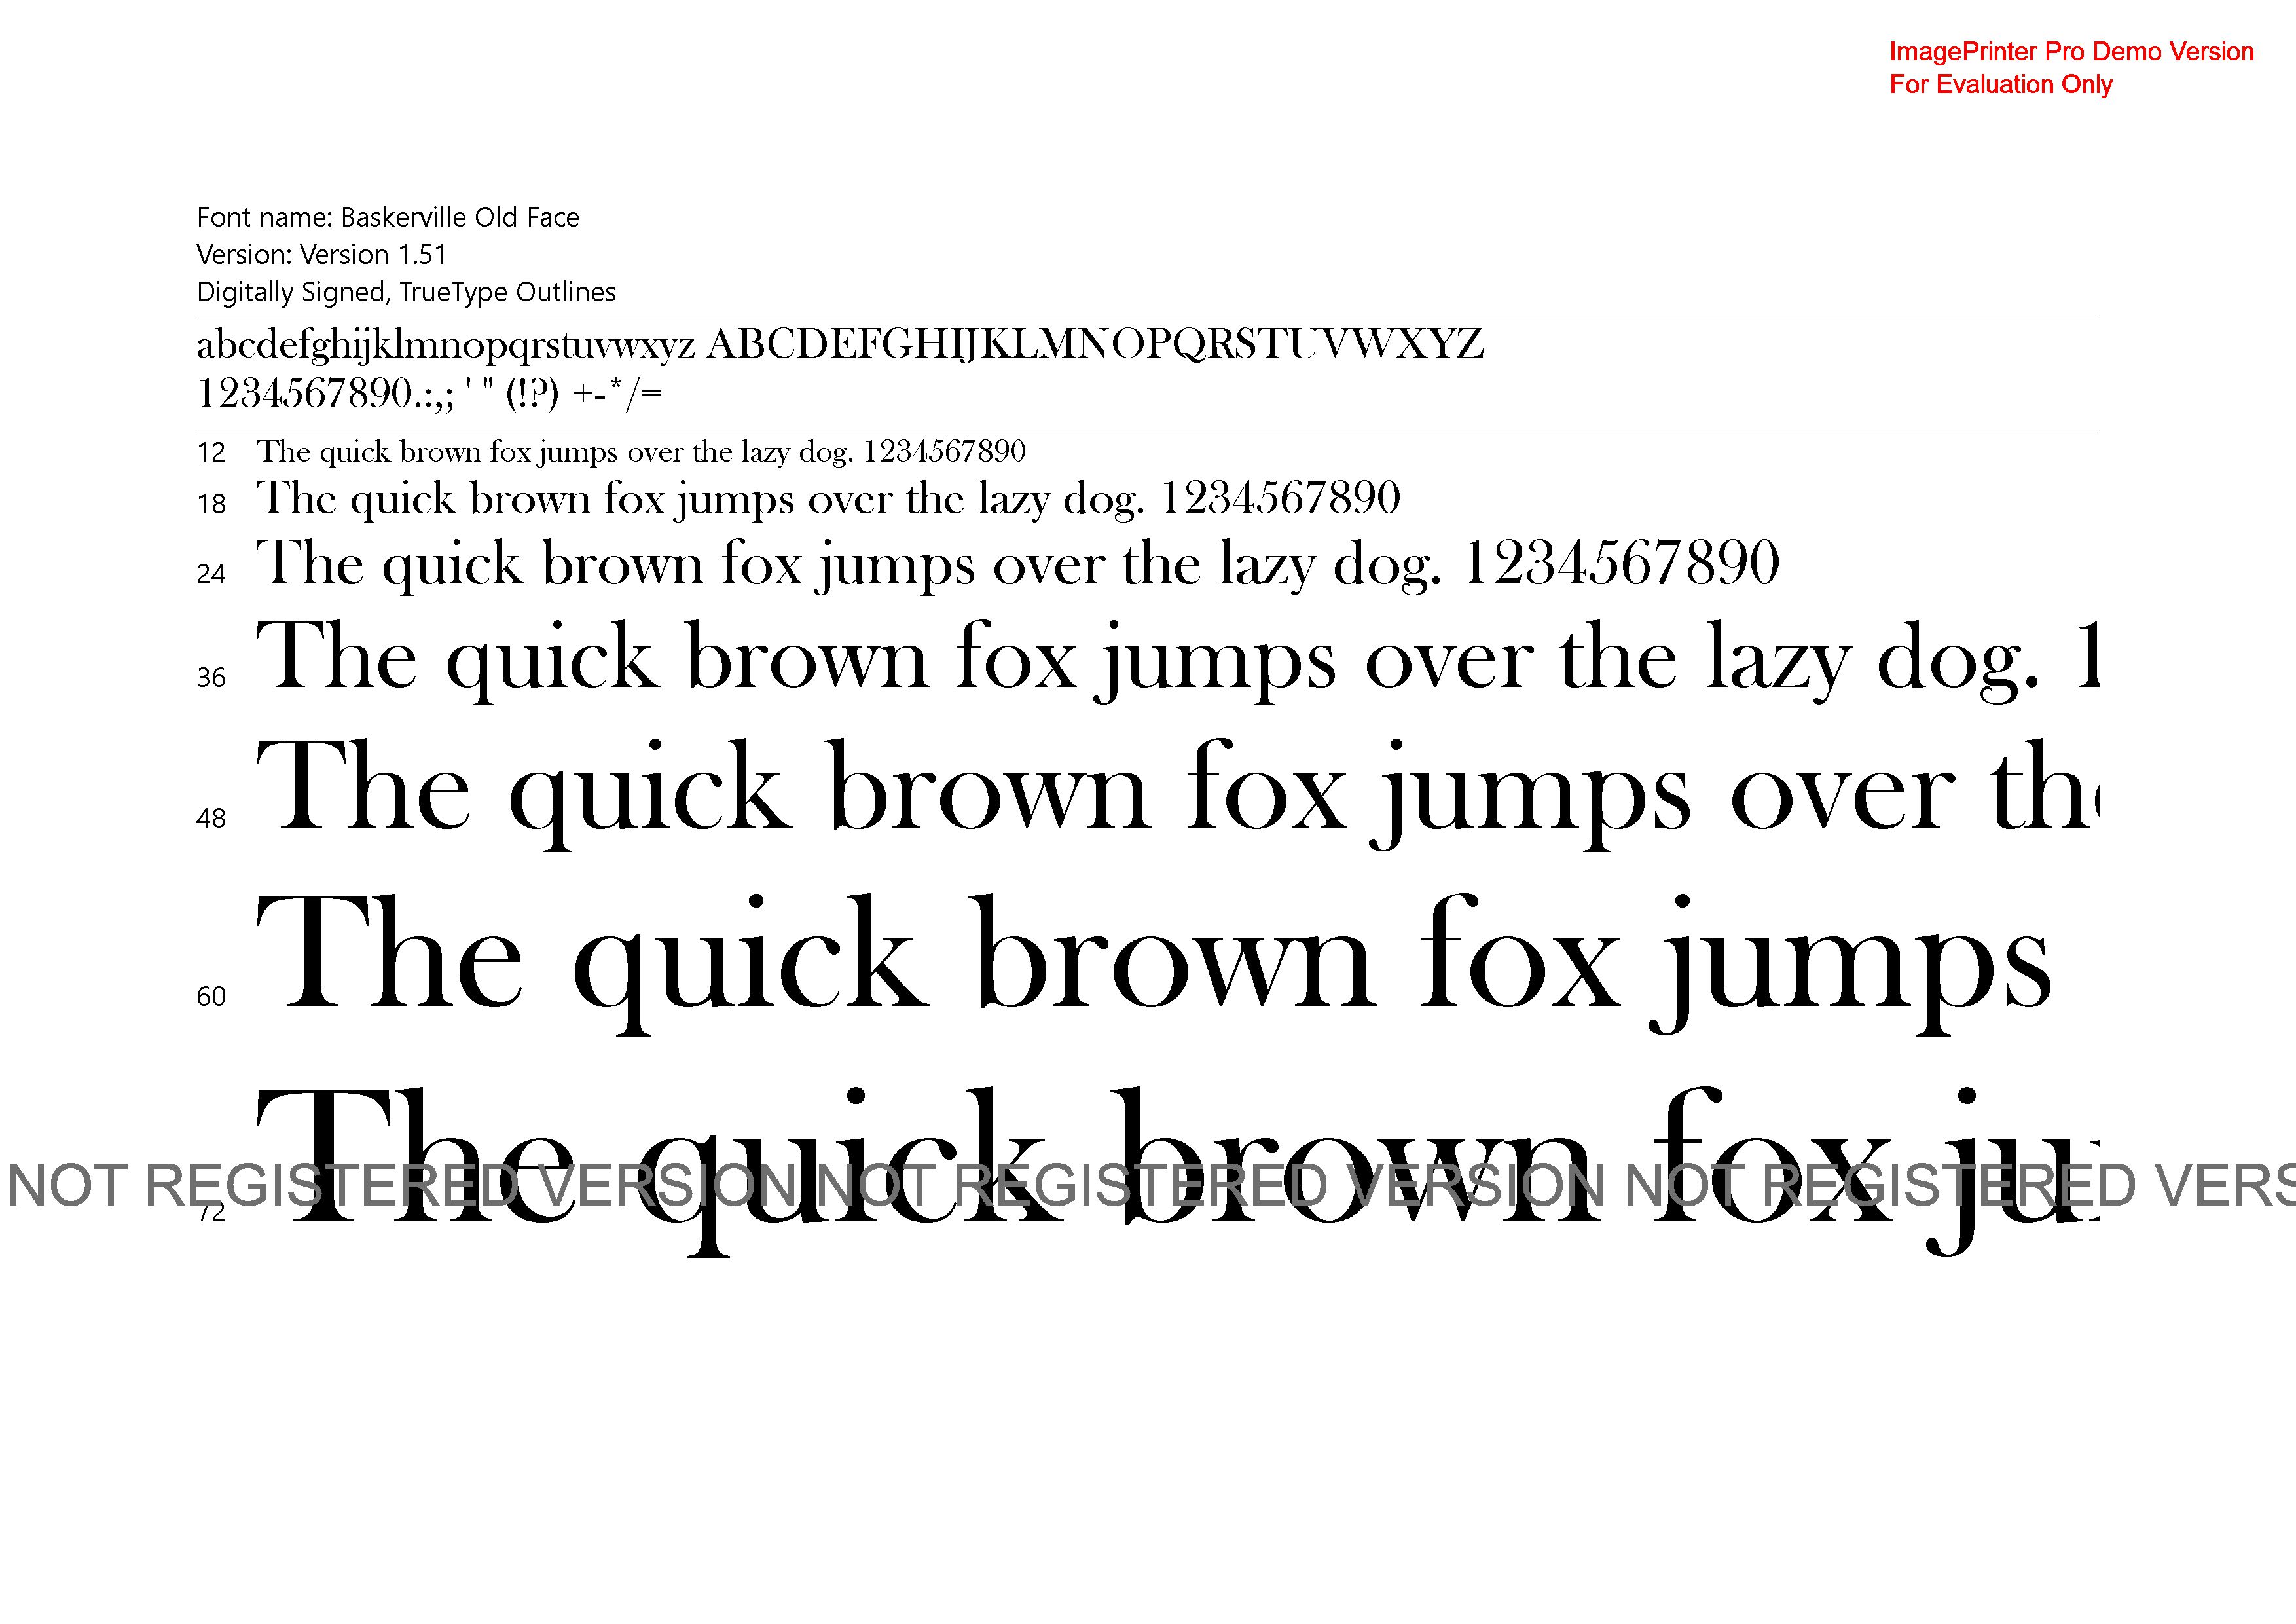 ImagePrinter Pro Demo Version
For Evaluation Only
Font name: Baskerville Old Face
Version: Version 1.51
Digitally Signed, TrueType Outlines
abcdefghijklmnopqrstuvwxyz ABCDEFGHIJKLMNOPQRSTUVWXYZ
1234567890.:,; ' " (!?) +-*/=
12 The quick brown fox jumps over the lazy dog. 1234567890
18 The quick brown fox jumps over the lazy dog. 1234567890
24 The quick brown fox jumps over the lazy dog. 1234567890
36 The quick brown fox jumps over the lazy dog. 1
48 The quick brown fox jumps over the
60 The quick brown fox jumps
72 The quick brown fox ju
NOT REGISTERED VERSION NOT REGISTERED VERSION NOT REGISTERED VERS